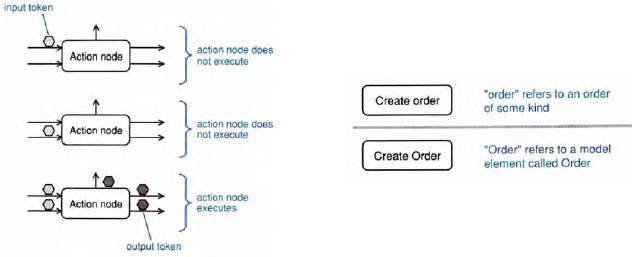 input token
Action node
action node does
not execute
Action node
action node does
not execute
Action node
action node
executes
output token
Create order
"order" refers to an order
of some kind
Create Order
"Order" refers to a model
element called Order